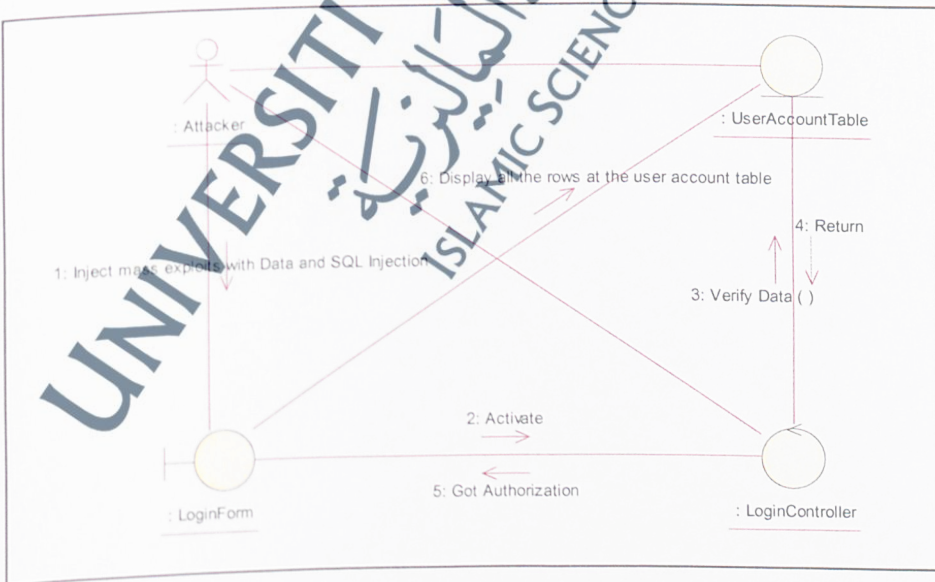 UNIVERSITI
ISLAMIC SCIENC
: Attacker
: UserAccountTable
6: Display all the rows at the user account table
4: Return
1: Inject mass exploits with Data and SQL Injection
3: Verify Data ( )
2: Activate
5: Got Authorization
: LoginForm
: LoginController